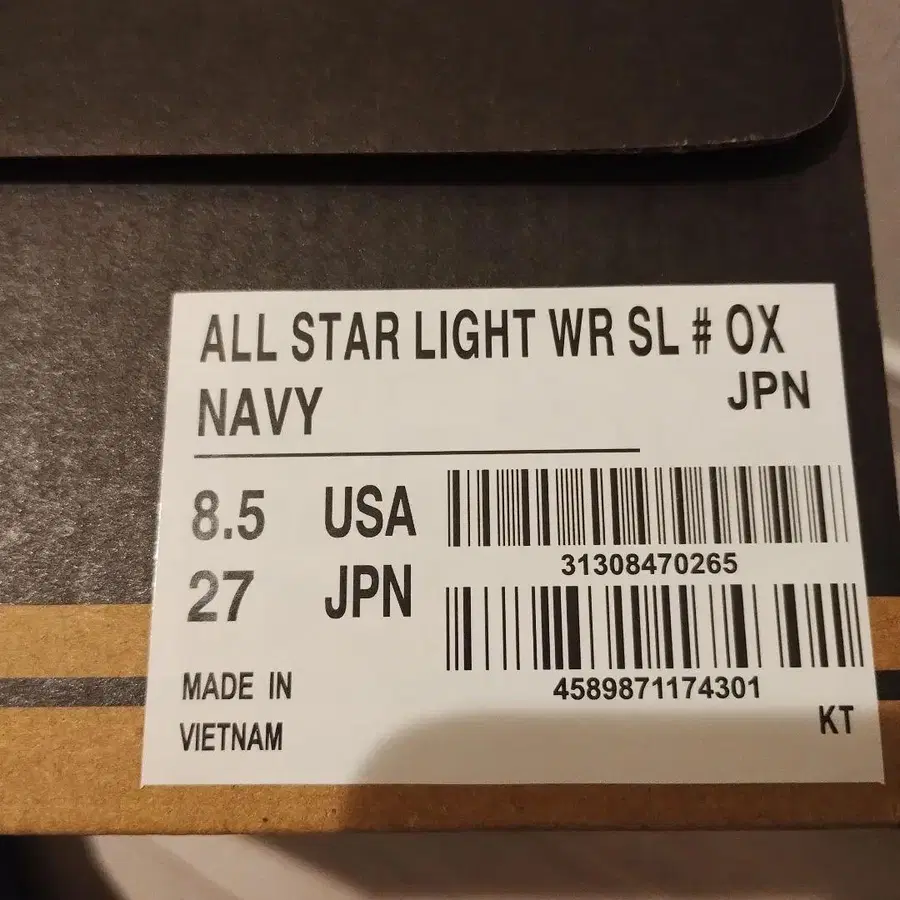 ALL STAR LIGHT WR SL # OX
NAVY
JPN
8.5 USA
27 JPN
31308470265
4589871174301
MADE IN
VIETNAM
KT